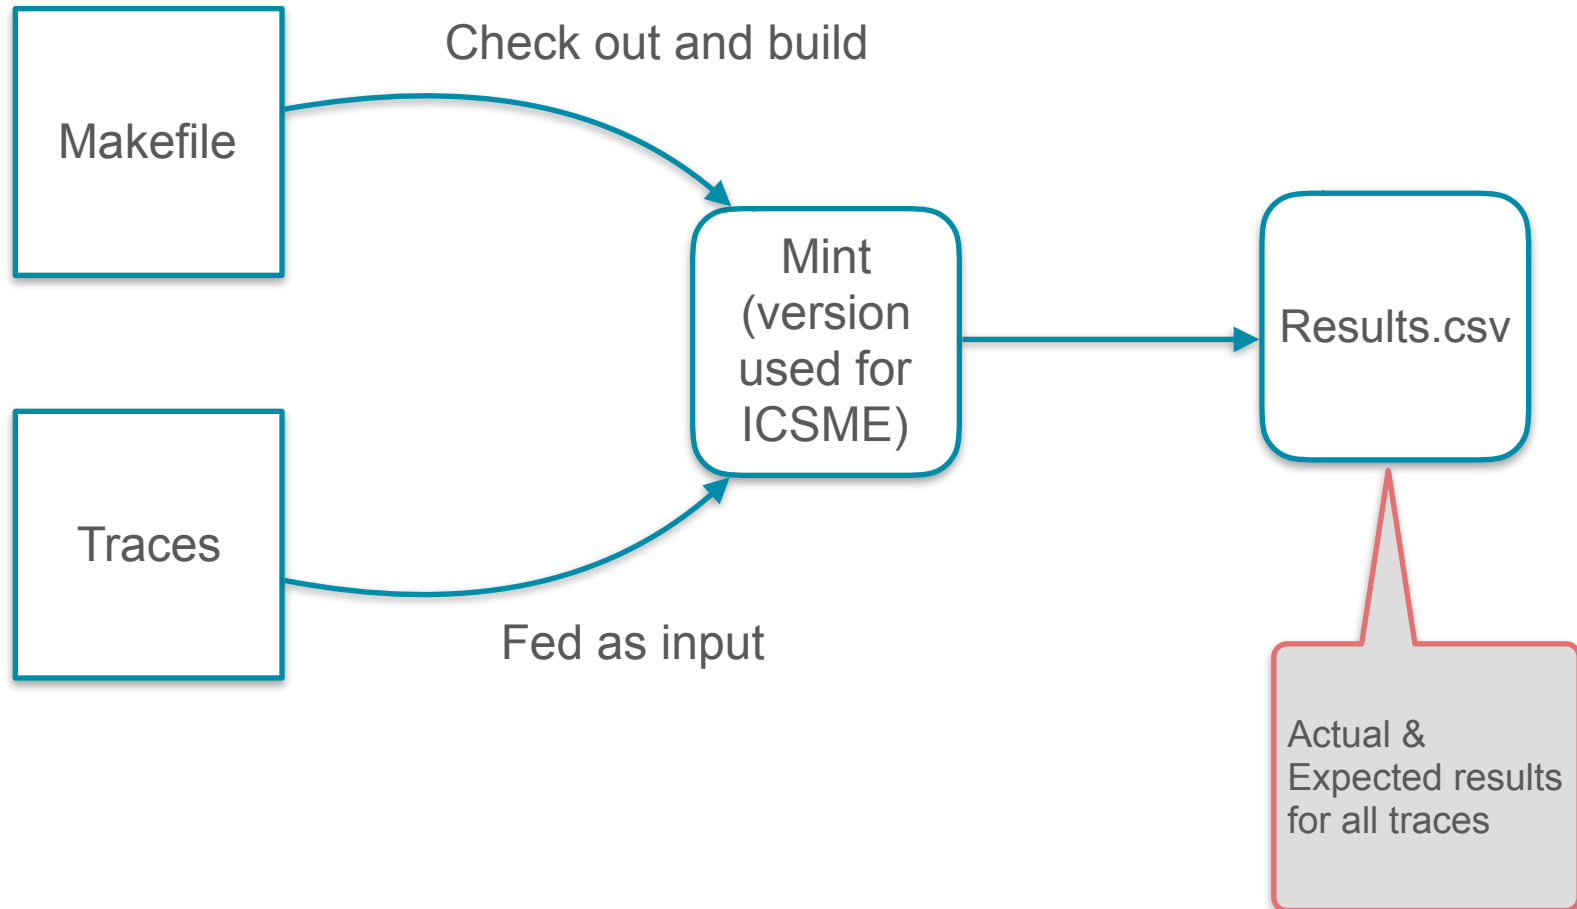 Check out and build
Makefile
Mint
(version
used for
ICSME)
Results.csv
Traces
Fed as input
Actual &
Expected results
for all traces